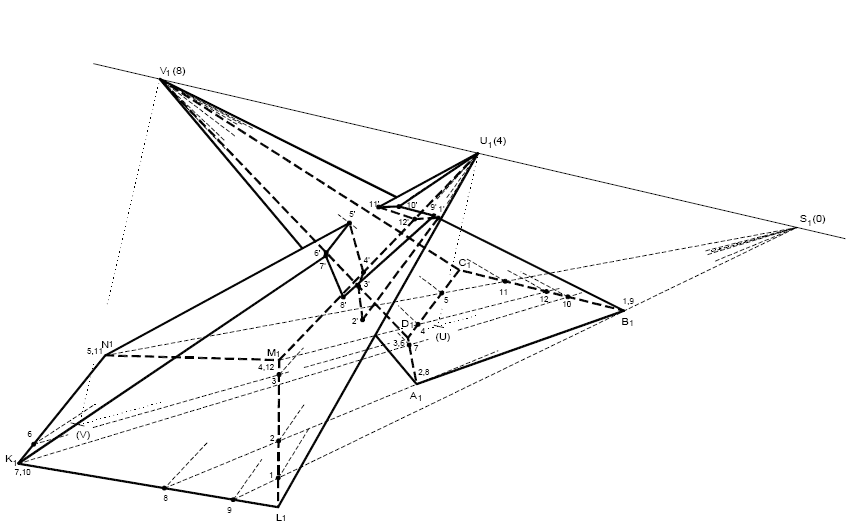 V1(8)
U1(4)
S1(0)
11'
10'
9'
1'
5'
12'
6'
7'
4'
3'
8'
2'
C1
11
12
10
1,9
B1
5
D1
4
(U)
3,6
7
2,8
A1
N1
5,11
M1
4,12
3
6
(V)
2
K1
7,10
1
8
9
L1